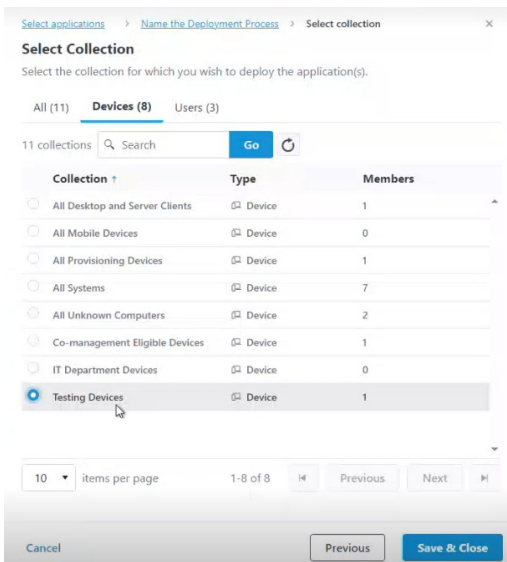 Select applications > Name the Deployment Process > Select collection ×
Select Collection
Select the collection for which you wish to deploy the application(s).
All (11) Devices (8) Users (3)
11 collections Search Go
Collection ↑ Type Members
All Desktop and Server Clients Device 1
All Mobile Devices Device 0
All Provisioning Devices Device 1
All Systems Device 7
All Unknown Computers Device 2
Co-management Eligible Devices Device 1
IT Department Devices Device 0
Testing Devices Device 1
10 items per page 1-8 of 8 Previous Next
Cancel Previous Save & Close